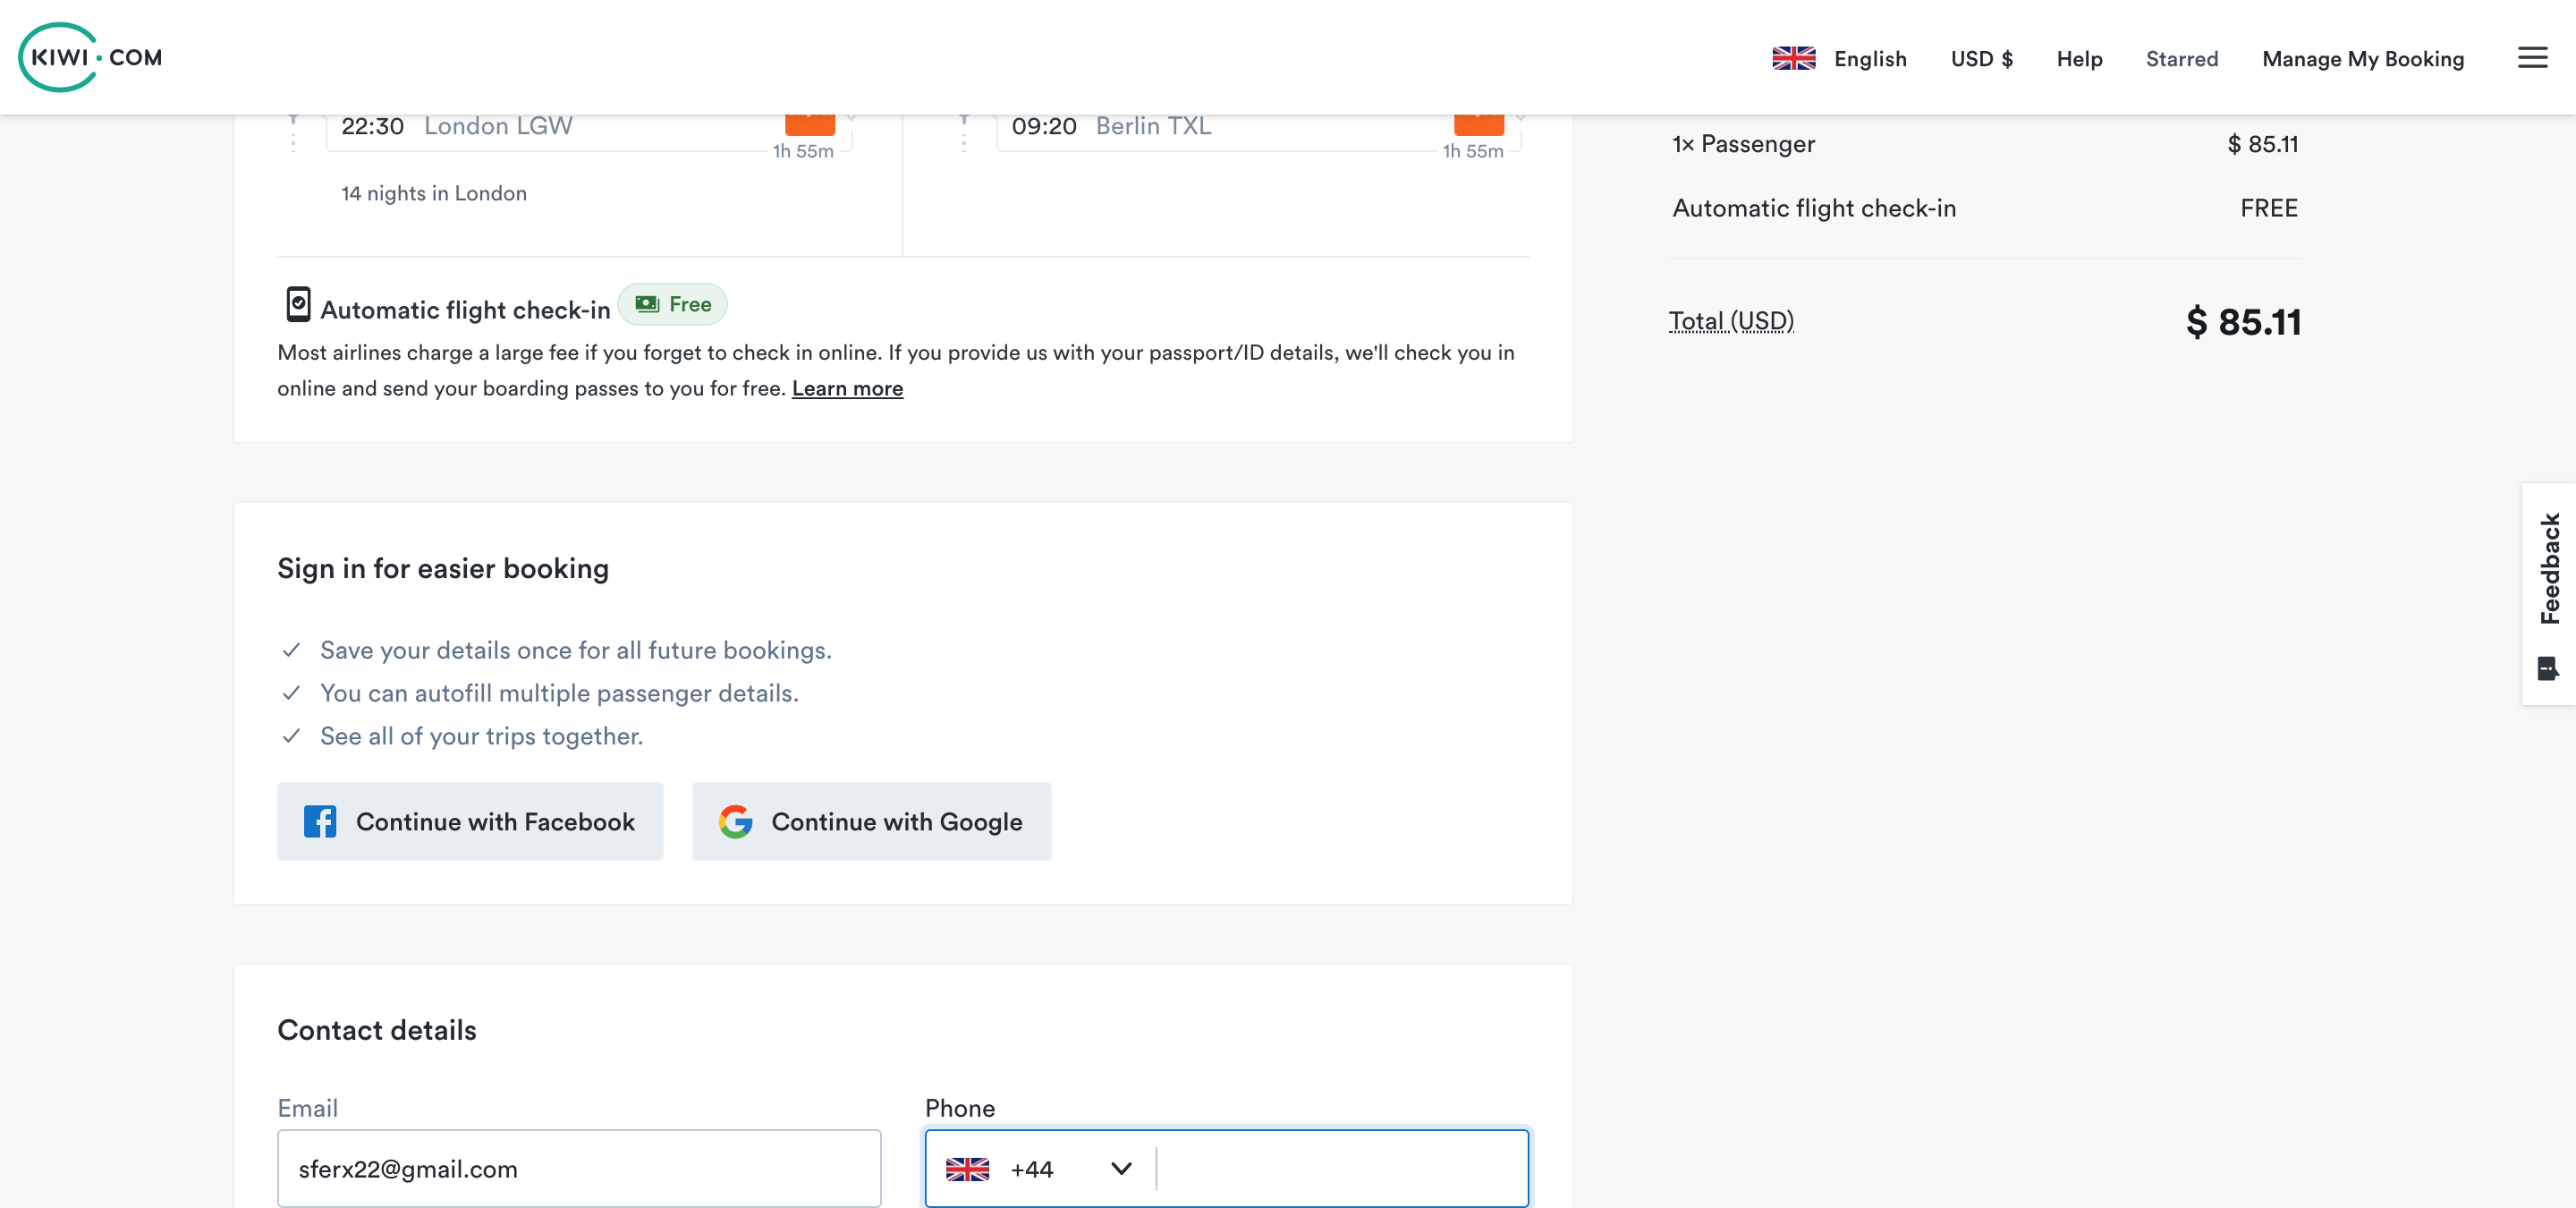 KIWI.COM
English
USD $
Help
Starred
Manage My Booking
22:30 London LGW
1h 55m
14 nights in London
09:20 Berlin TXL
1h 55m
Automatic flight check-in Free
Most airlines charge a large fee if you forget to check in online. If you provide us with your passport/ID details, we'll check you in
online and send your boarding passes to you for free. Learn more
1× Passenger $ 85.11
Automatic flight check-in FREE
Total (USD) $ 85.11
Feedback
Sign in for easier booking
Save your details once for all future bookings.
You can autofill multiple passenger details.
See all of your trips together.
Continue with Facebook
Continue with Google
Contact details
Email
sferx22@gmail.com
Phone
+44